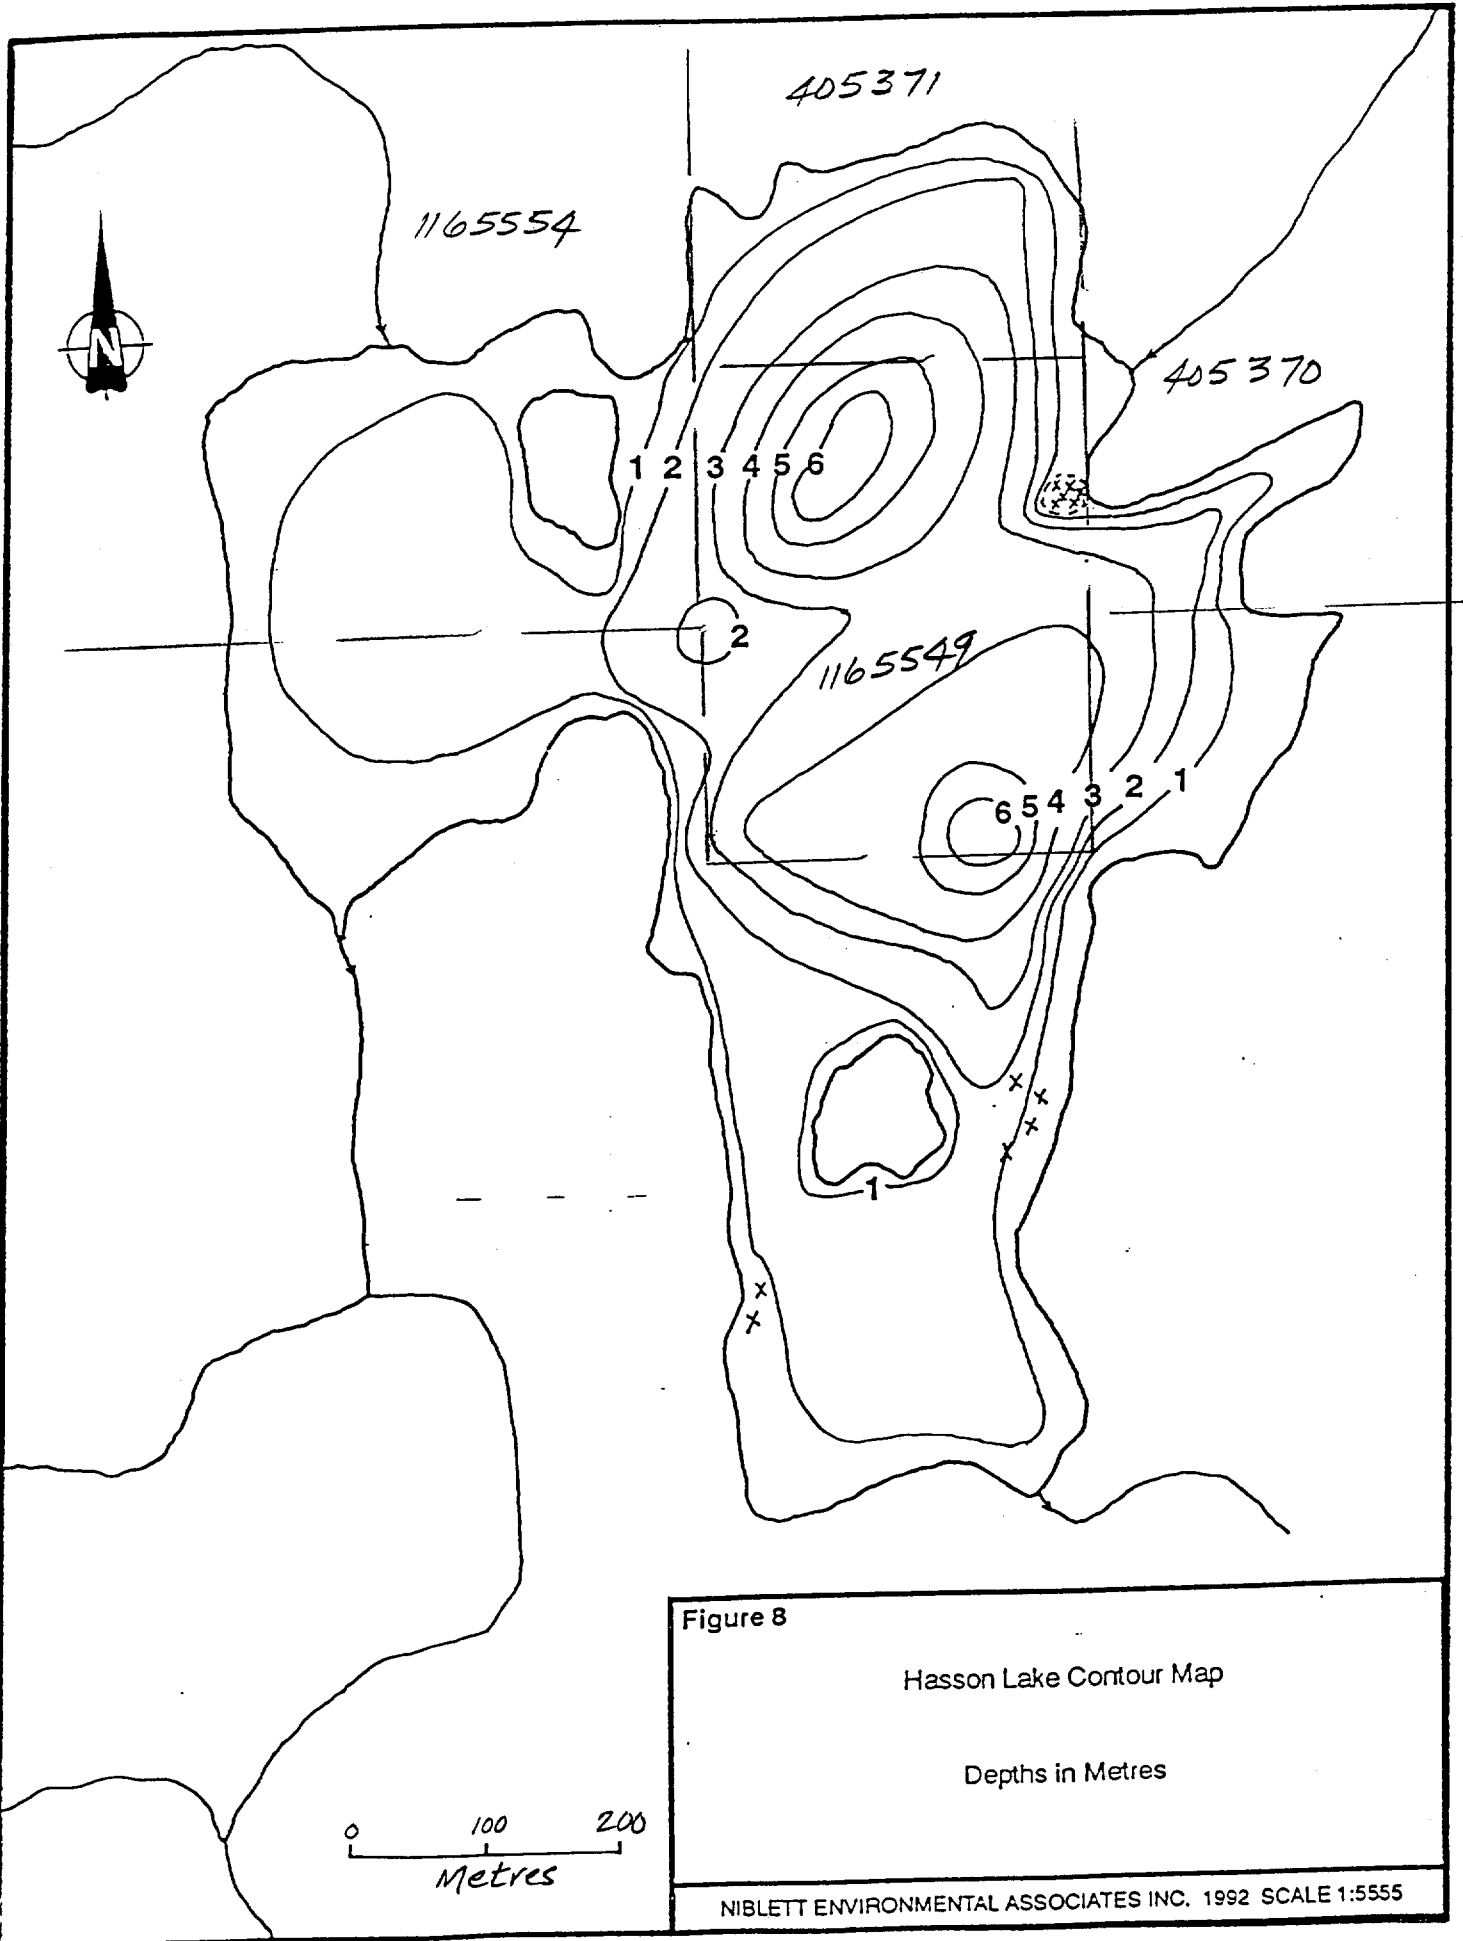 405371
1165554
N
405370
1 2 3 4 5 6
2
1165549
6 5 4 3 2 1
1
0 100 200
Metres
Figure 8
Hasson Lake Contour Map
Depths in Metres
NIBLETT ENVIRONMENTAL ASSOCIATES INC. 1992 SCALE 1:5555